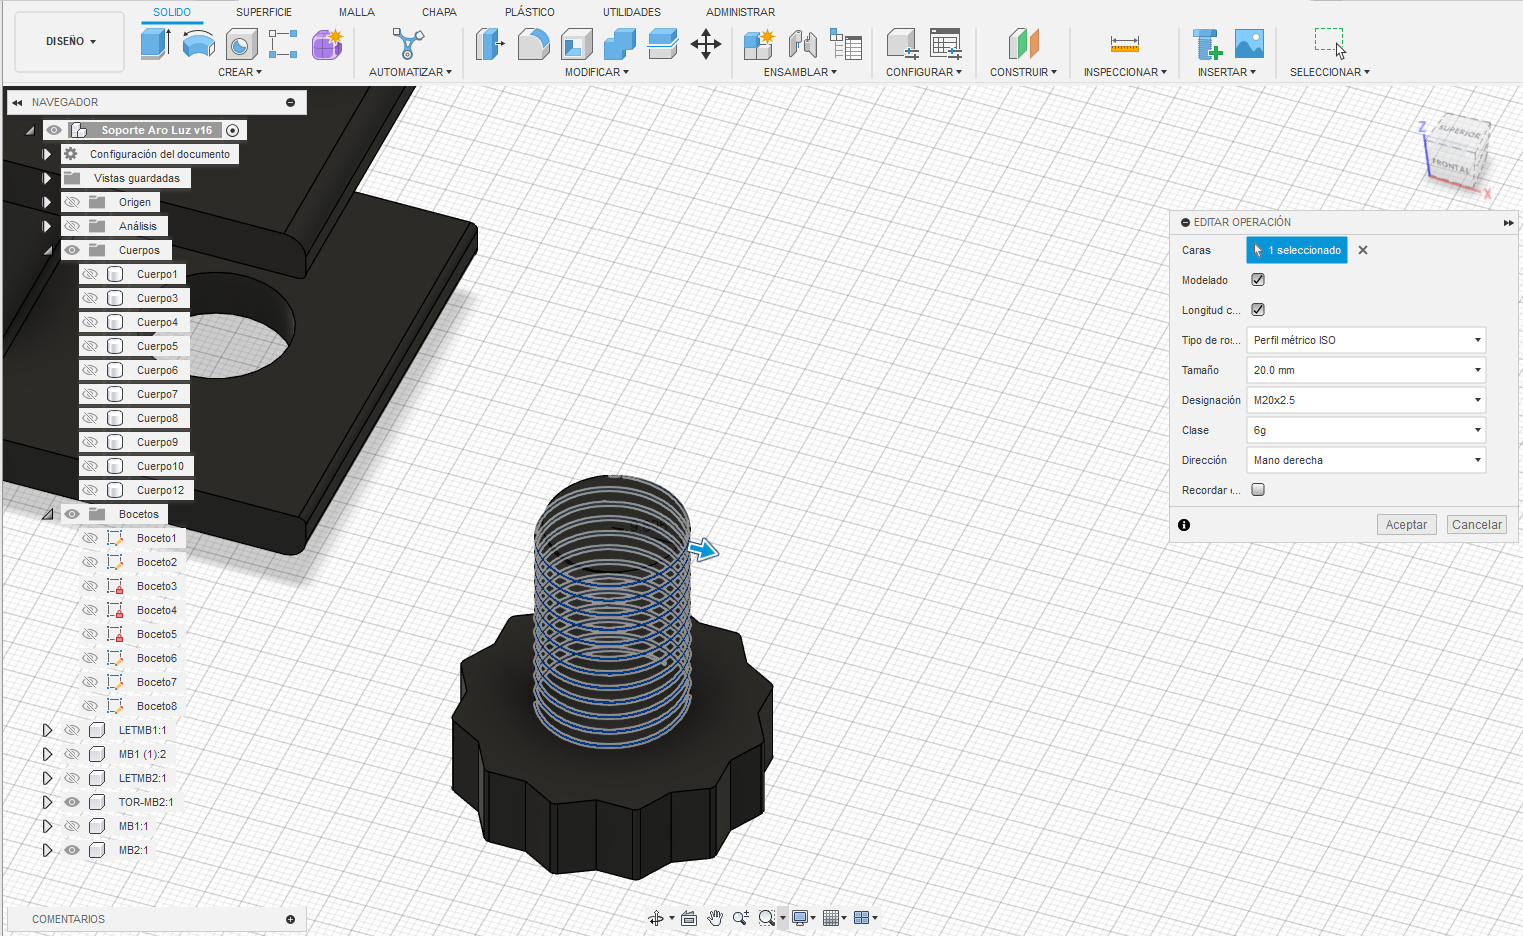 SOLIDO
SUPERFICIE
MALLA
CHAPA
PLÁSTICO
UTILIDADES
ADMINISTRAR
DISEÑO
CREAR
AUTOMATIZAR
MODIFICAR
ENSAMBLAR
CONFIGURAR
CONSTRUIR
INSPECCIONAR
INSERTAR
SELECCIONAR
NAVEGADOR
Soporte Aro Luz v16
Configuración del documento
Vistas guardadas
Origen
Análisis
Cuerpos
Cuerpo1
Cuerpo3
Cuerpo4
Cuerpo5
Cuerpo6
Cuerpo7
Cuerpo8
Cuerpo9
Cuerpo10
Cuerpo12
Bocetos
Boceto1
Boceto2
Boceto3
Boceto4
Boceto5
Boceto6
Boceto7
Boceto8
LETMB1:1
MB1 (1):2
LETMB2:1
TOR-MB2:1
MB1:1
MB2:1
COMENTARIOS
Z
SUPERIOR
FRONTAL
X
EDITAR OPERACIÓN
Caras 1 seleccionado
Modelado
Longitud c...
Tipo de ros... Perfil métrico ISO
Tamaño 20.0 mm
Designación M20x2.5
Clase 6g
Dirección Mano derecha
Recordar ...
Aceptar Cancelar